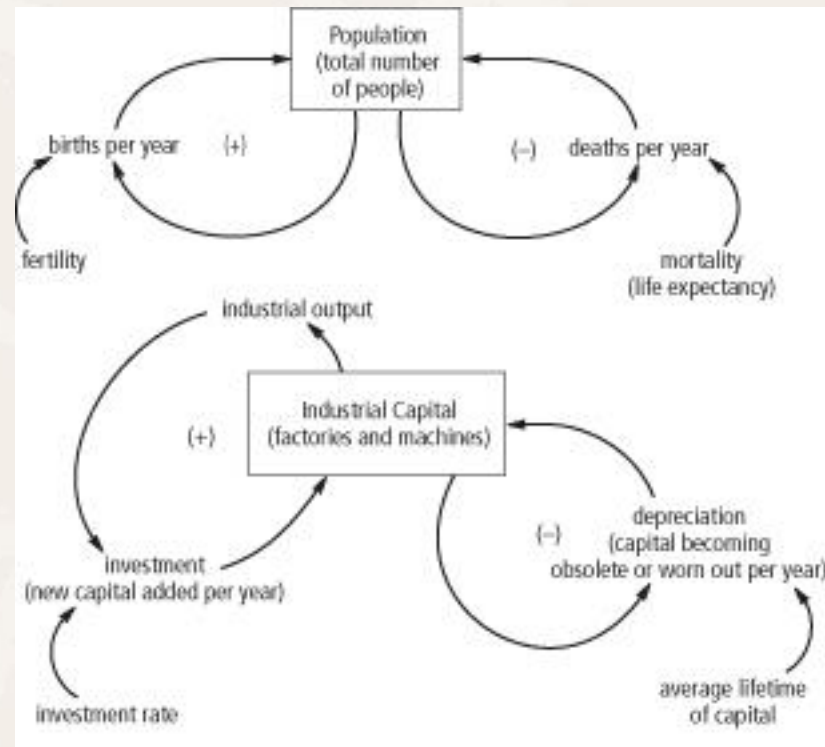 Population
(total number
of people)
births per year
(+)
(–)
deaths per year
fertility
mortality
(life expectancy)
industrial output
Industrial Capital
(factories and machines)
(+)
(–)
depreciation
(capital becoming
obsolete or worn out per year)
investment
(new capital added per year)
investment rate
average lifetime
of capital